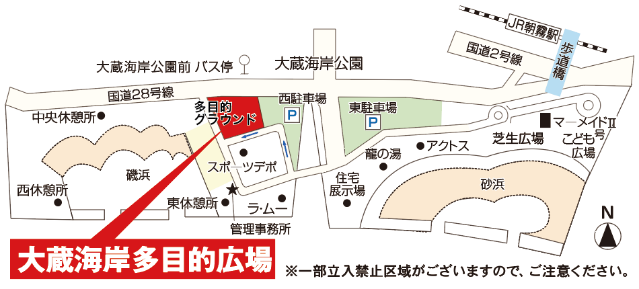 JR朝霧駅
国道2号線
歩道橋
大蔵海岸公園
大蔵海岸公園前 バス停
国道28号線
多目的
グラウンド
西駐車場
P
東駐車場
P
中央休憩所
磯浜
西休憩所
東休憩所
スポーツデポ
管理事務所
ラ・ムー
住宅
展示場
龍の湯
アクトス
芝生広場
マーメイドⅡ号
こども
広場
砂浜
N
大蔵海岸多目的広場
※一部立入禁止区域がございますので、ご注意ください。